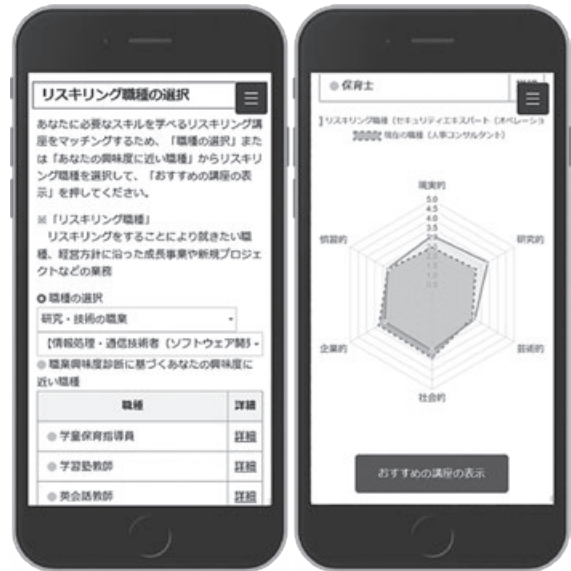 リスキリング職種の選択
あなたに必要なスキルを学べるリスキリング講
座をマッチングするため、「職種の選択」また
は「あなたの興味度に近い職種」からリスキリ
ング職種を選択して、「おすすめの講座の表
示」を押してください。
※「リスキリング職種」
リスキリングをすることにより就きたい職
種、経営方針に沿った成長事業や新規プロジェ
クトなどの業務
職種の選択
研究・技術の職業
【情報処理・通信技術者（ソフトウェア開発
職業興味度診断に基づくあなたの興味度に
近い職種
職種 詳細
学童保育指導員 詳細
学習塾教師 詳細
英会話教師 詳細
保育士
リスキリング職種（セキュリティエキスパート（オペレーショ
現在の職種（人事コンサルタント）
現実的
5.0
4.5
4.0
3.5
慣習的
研究的
企業的
芸術的
社会的
おすすめの講座の表示